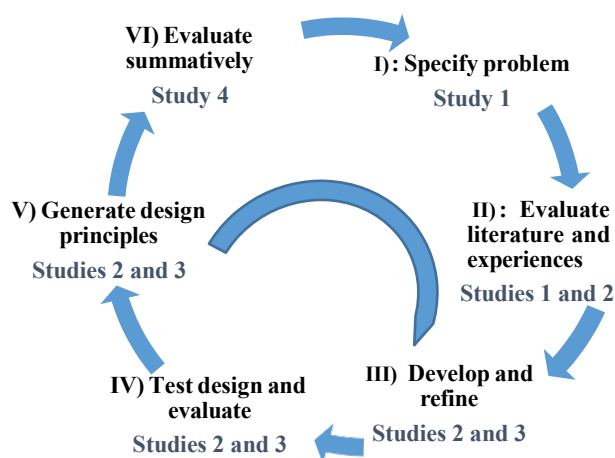 VI) Evaluate
summatively
Study 4
I): Specify problem
Study 1
II): Evaluate
literature and
experiences
Studies 1 and 2
III) Develop and
refine
Studies 2 and 3
IV) Test design and
evaluate
Studies 2 and 3
V) Generate design
principles
Studies 2 and 3